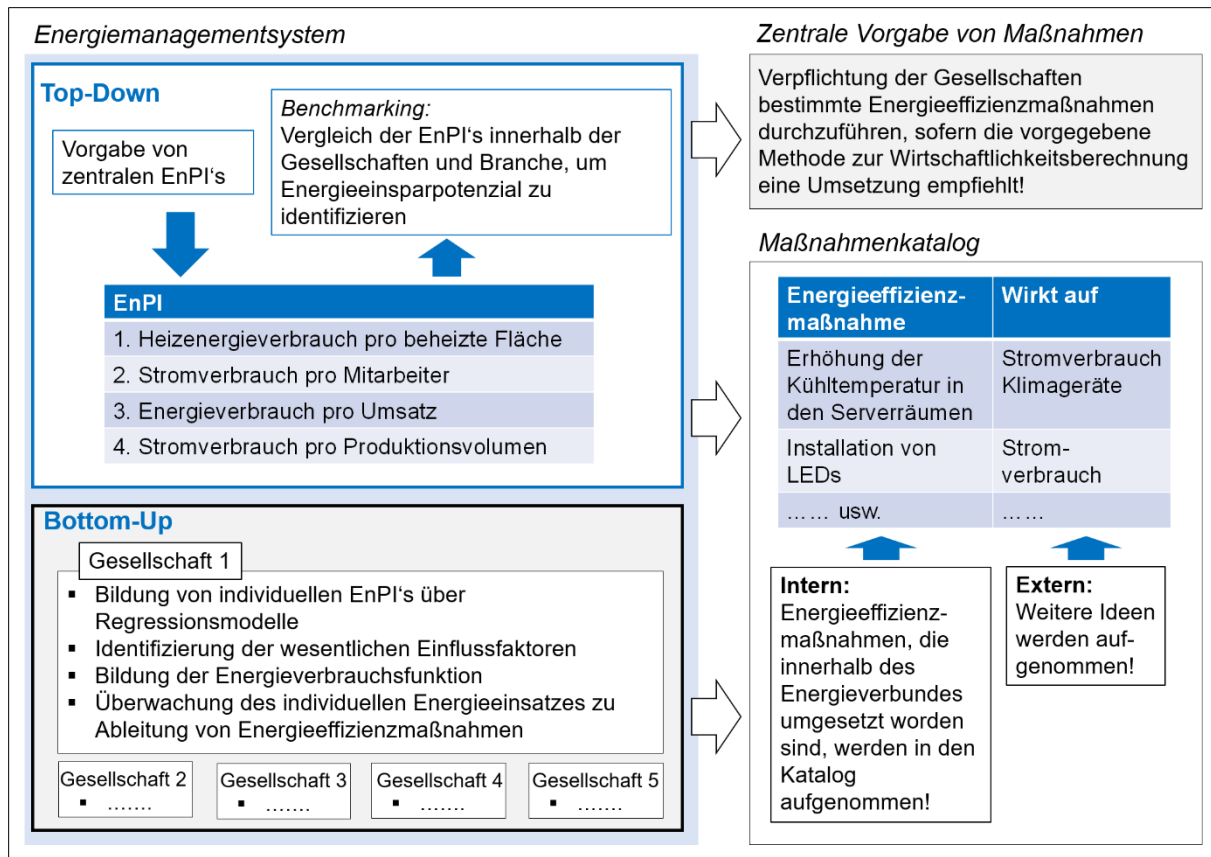 Energiemanagementsystem
Top-Down
Vorgabe von
zentralen EnPI‘s
Benchmarking:
Vergleich der EnPI‘s innerhalb der
Gesellschaften und Branche, um
Energieeinsparpotenzial zu
identifizieren
EnPI
1. Heizenergieverbrauch pro beheizte Fläche
2. Stromverbrauch pro Mitarbeiter
3. Energieverbrauch pro Umsatz
4. Stromverbrauch pro Produktionsvolumen
Bottom-Up
Gesellschaft 1
▪ Bildung von individuellen EnPI‘s über
Regressionsmodelle
▪ Identifizierung der wesentlichen Einflussfaktoren
▪ Bildung der Energieverbrauchsfunktion
▪ Überwachung des individuellen Energieeinsatzes zu
Ableitung von Energieeffizienzmaßnahmen
Gesellschaft 2
▪ …….
Gesellschaft 3
▪ …….
Gesellschaft 4
▪ …….
Gesellschaft 5
▪ …….
Zentrale Vorgabe von Maßnahmen
Verpflichtung der Gesellschaften
bestimmte Energieeffizienzmaßnahmen
durchzuführen, sofern die vorgegebene
Methode zur Wirtschaftlichkeitsberechnung
eine Umsetzung empfiehlt!
Maßnahmenkatalog
Energieeffizienz-
maßnahme
Wirkt auf
Erhöhung der
Kühltemperatur in
den Serverräumen
Stromverbrauch
Klimageräte
Installation von
LEDs
Strom-
verbrauch
…… usw.
……
Intern:
Energieeffizienz-
maßnahmen, die
innerhalb des
Energieverbundes
umgesetzt worden
sind, werden in den
Katalog
aufgenommen!
Extern:
Weitere Ideen
werden auf-
genommen!